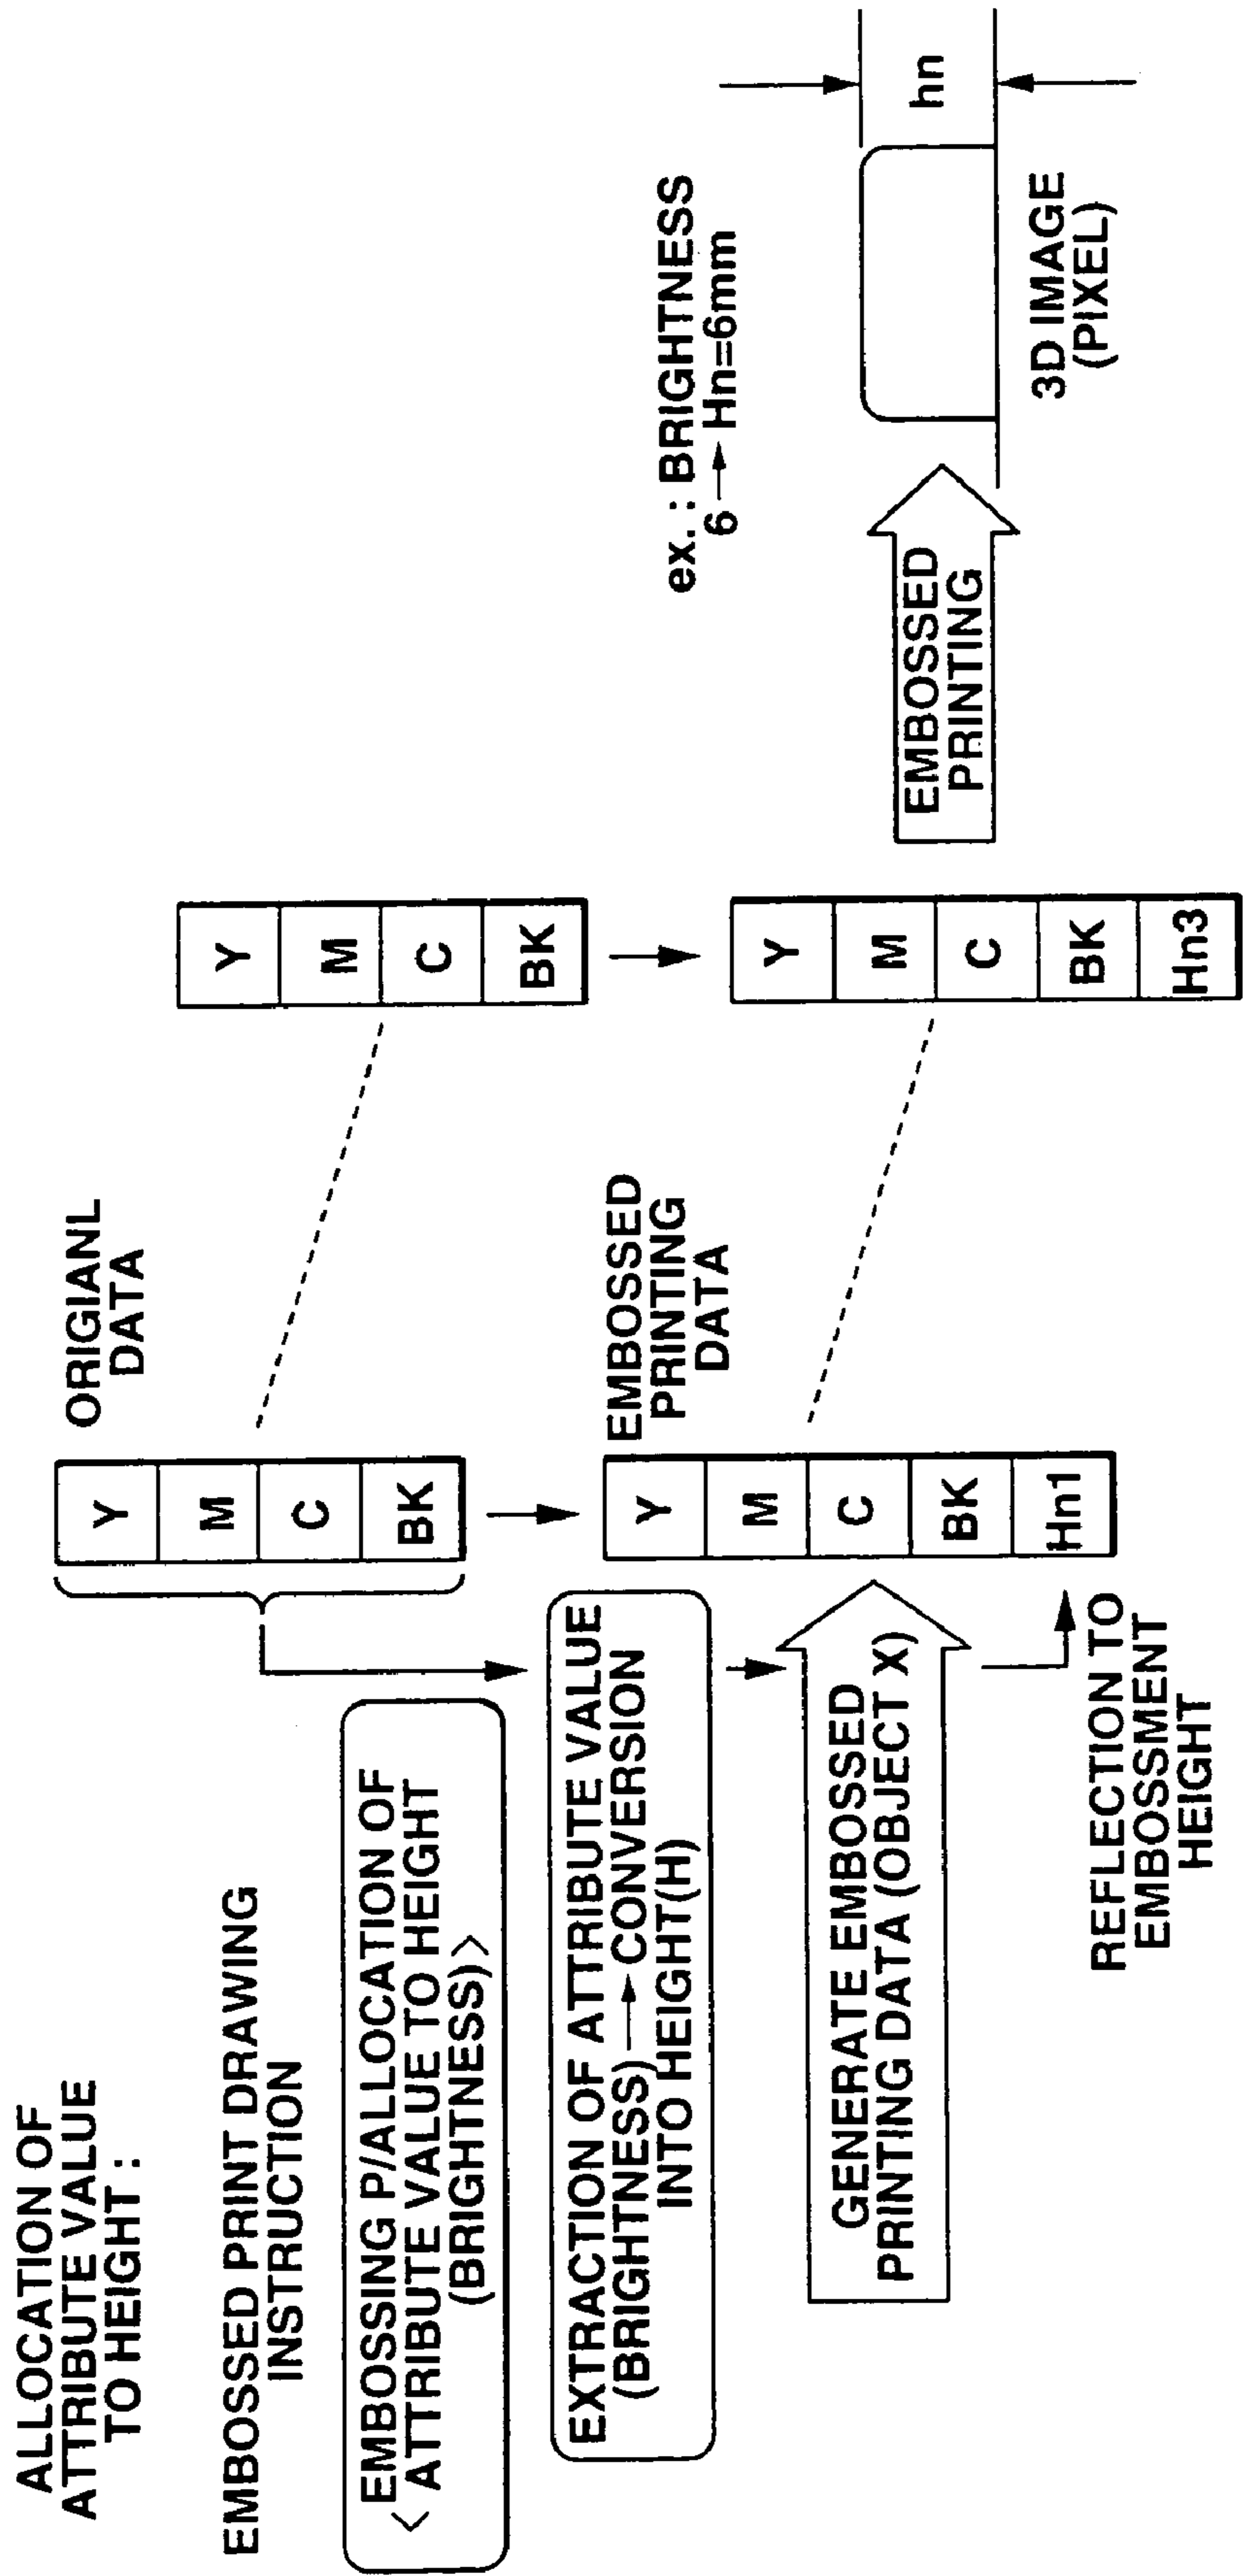 ALLOCATION OF
ATTRIBUTE VALUE
TO HEIGHT :
EMBOSSED PRINT DRAWING
INSTRUCTION
< EMBOSSING P/ALLOCATION OF
ATTRIBUTE VALUE TO HEIGHT
(BRIGHTNESS)>
EXTRACTION OF ATTRIBUTE VALUE
(BRIGHTNESS) → CONVERSION
INTO HEIGHT(H)
GENERATE EMBOSSED
PRINTING DATA (OBJECT X)
REFLECTION TO
EMBOSSMENT
HEIGHT
ORIGIANL
DATA
Y
M
C
BK
EMBOSSED
PRINTING
DATA
Y
M
C
BK
Hn1
Y
M
C
BK
Y
M
C
BK
Hn3
EMBOSSED
PRINTING
ex. : BRIGHTNESS
6 → Hn=6mm
hn
3D IMAGE
(PIXEL)